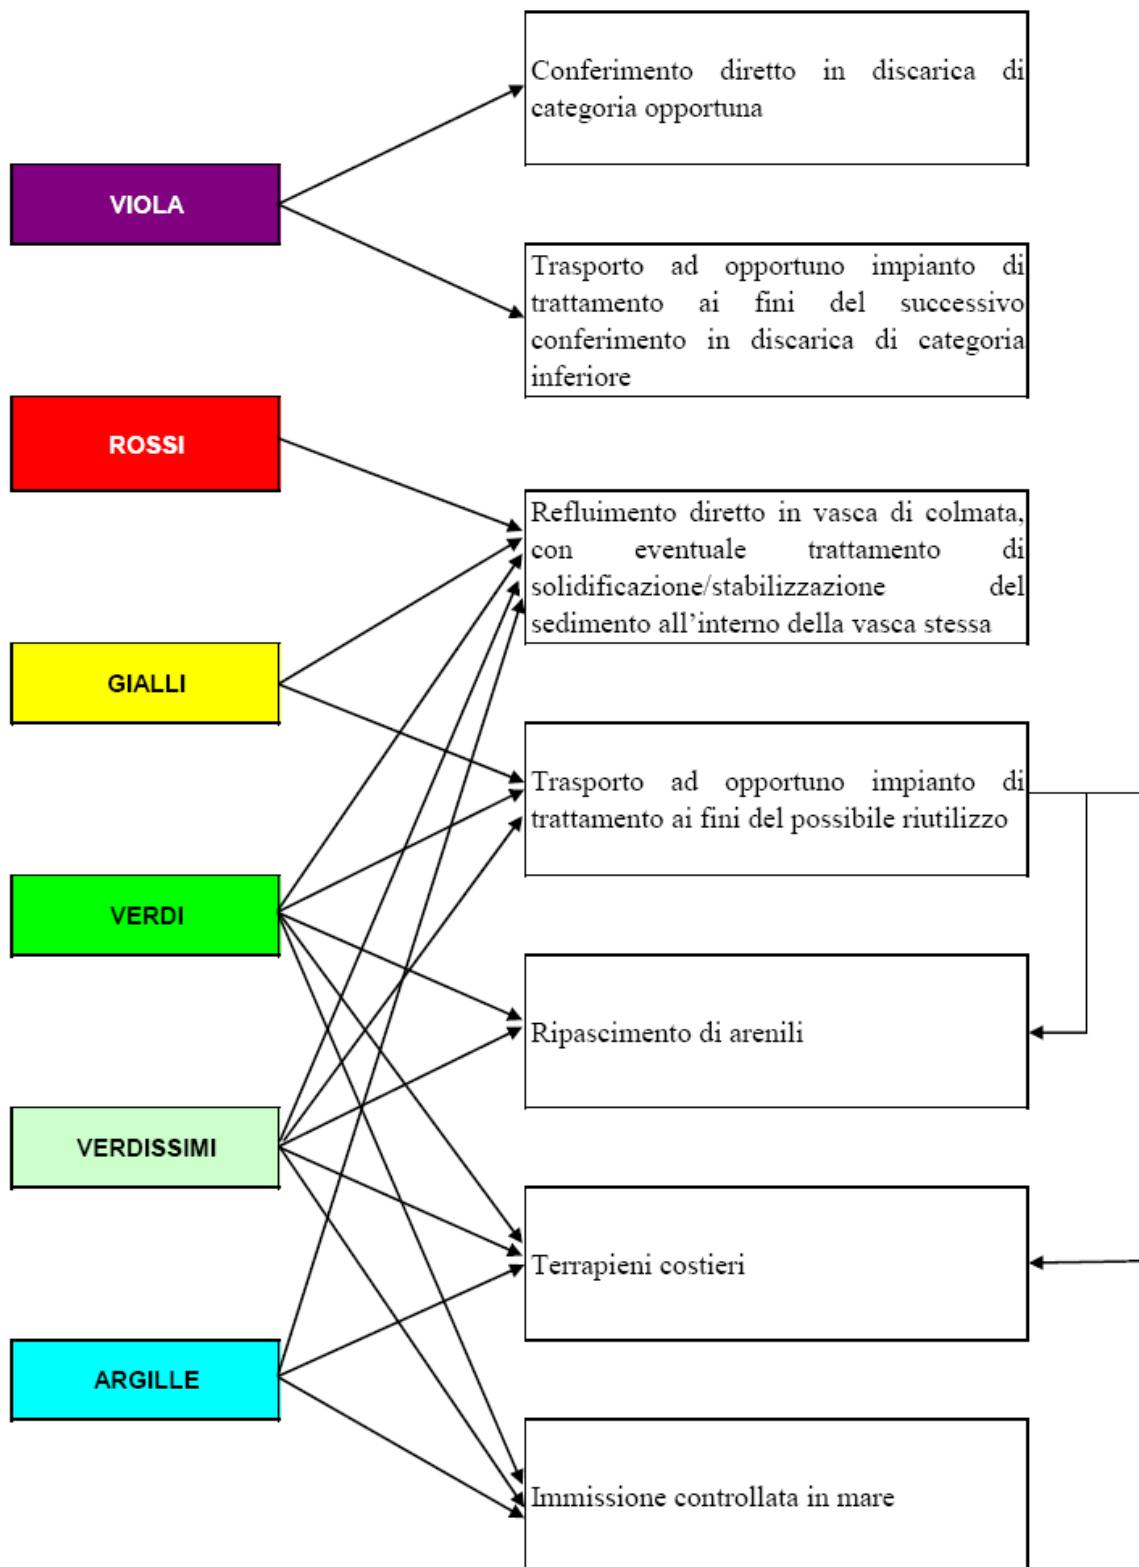 Conferimento diretto in discarica di
categoria opportuna
VIOLA
Trasporto ad opportuno impianto di
trattamento ai fini del successivo
conferimento in discarica di categoria
inferiore
ROSSI
Refluimento diretto in vasca di colmata,
con eventuale trattamento di
solidificazione/stabilizzazione del
sedimento all’interno della vasca stessa
GIALLI
Trasporto ad opportuno impianto di
trattamento ai fini del possibile riutilizzo
VERDI
Ripascimento di arenili
VERDISSIMI
Terrapieni costieri
ARGILLE
Immissione controllata in mare